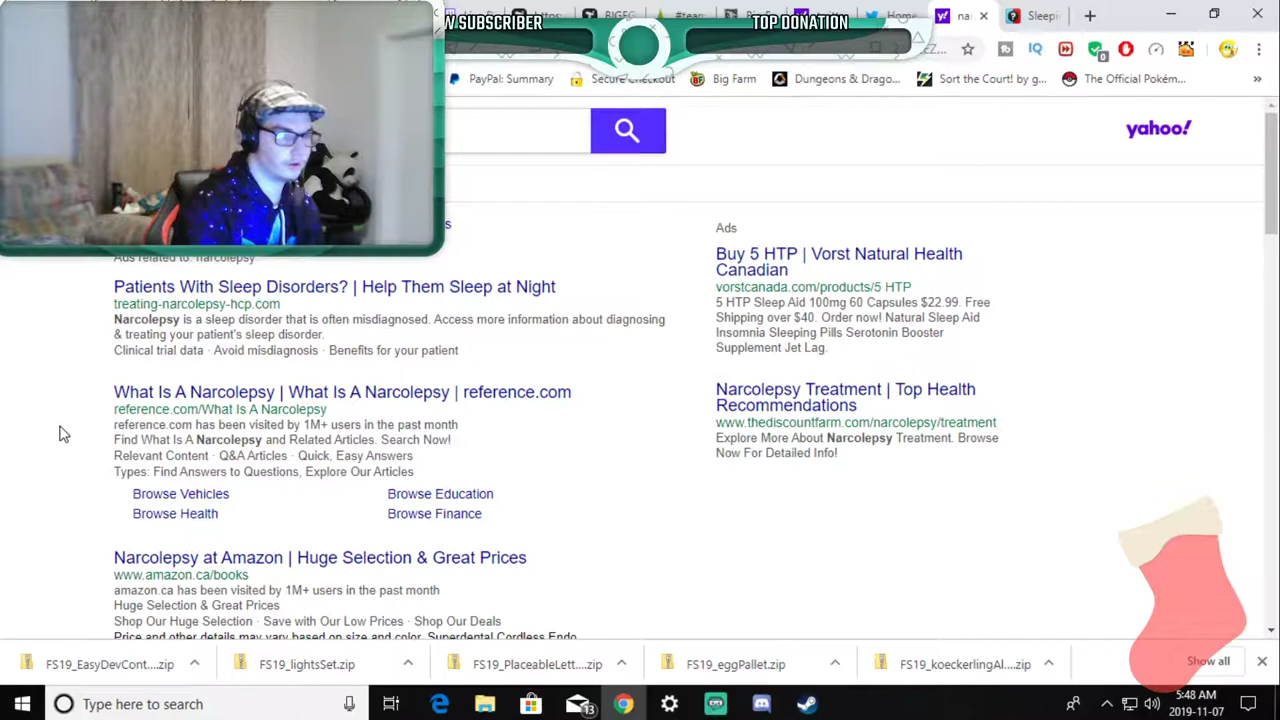 W SUBSCRIBER
TOP DONATION
BIGFC
Home
na
Sleepin
EZ...
PayPal: Summary
Secure Checkout
Big Farm
Dungeons & Drago...
Sort the Court! by g...
The Official Pokém...
yahoo!
s
Ads related to: narcolepsy
Patients With Sleep Disorders? | Help Them Sleep at Night
treating-narcolepsy-hcp.com
Narcolepsy is a sleep disorder that is often misdiagnosed. Access more information about diagnosing
& treating your patient's sleep disorder.
Clinical trial data · Avoid misdiagnosis · Benefits for your patient
What Is A Narcolepsy | What Is A Narcolepsy | reference.com
reference.com/What Is A Narcolepsy
reference.com has been visited by 1M+ users in the past month
Find What Is A Narcolepsy and Related Articles. Search Now!
Relevant Content · Q&A Articles · Quick, Easy Answers
Types: Find Answers to Questions, Explore Our Articles
Browse Vehicles
Browse Education
Browse Health
Browse Finance
Narcolepsy at Amazon | Huge Selection & Great Prices
www.amazon.ca/books
amazon.ca has been visited by 1M+ users in the past month
Huge Selection & Great Prices
Shop Our Huge Selection · Save with Our Low Prices · Shop Our Deals
Price and other details may vary based on size and color. Superdental Cordless Endo
Ads
Buy 5 HTP | Vorst Natural Health
Canadian
vorstcanada.com/products/5 HTP
5 HTP Sleep Aid 100mg 60 Capsules $22.99. Free
Shipping over $40. Order now! Natural Sleep Aid
Insomnia Sleeping Pills Serotonin Booster
Supplement Jet Lag.
Narcolepsy Treatment | Top Health
Recommendations
www.thediscountfarm.com/narcolepsy/treatment
Explore More About Narcolepsy Treatment. Browse
Now For Detailed Info!
FS19_EasyDevCont....zip
FS19_lightsSet.zip
FS19_PlaceableLett....zip
FS19_eggPallet.zip
FS19_koeckerlingAl....zip
Show all
Type here to search
13
5:48 AM
2019-11-07